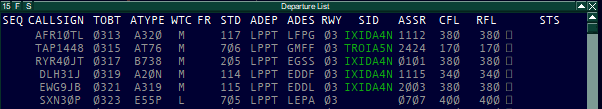 15 F S Departure List
SEQ CALLSIGN TOBT ATYPE WTC FR STD ADEP ADES RWY SID ASSR CFL RFL STS
AFR10TL 0313 A320 M 117 LPPT LFPG 03 IXIDA4N 1112 380 380
TAP1448 0315 AT76 M 706 LPPT GMFF 03 TROIA5N 2424 170 170
RYR40JT 0317 B738 M 205 LPPT EGSS 03 IXIDA4N 0101 380 380
DLH31J 0319 A20N M 114 LPPT EDDF 03 IXIDA4N 1115 340 340
EWG9JB 0321 A319 M 115 LPPT EDDL 03 IXIDA4N 2003 380 380
SXN30P 0323 E55P L 705 LPPT LEPA 03 0707 400 400